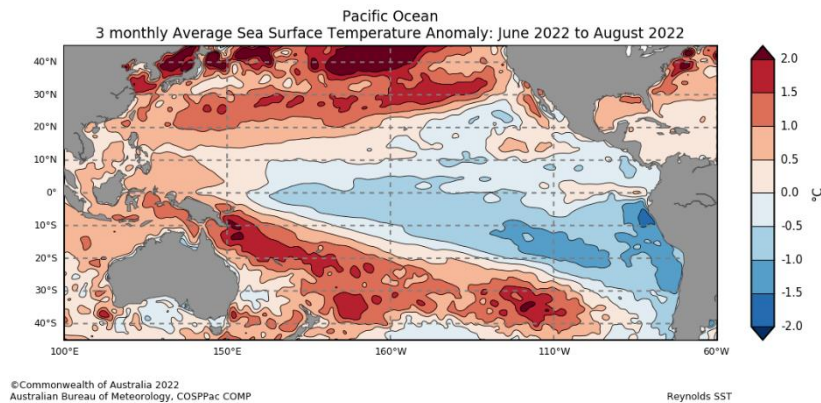 Pacific Ocean
3 monthly Average Sea Surface Temperature Anomaly: June 2022 to August 2022
40°N
30°N
20°N
10°N
0°
10°S
20°S
30°S
40°S
100°E 150°E 160°W 110°W 60°W
2.0
1.5
1.0
0.5
0.0
-0.5
-1.0
-1.5
-2.0
°C
©Commonwealth of Australia 2022
Australian Bureau of Meteorology, COSPPac COMP Reynolds SST